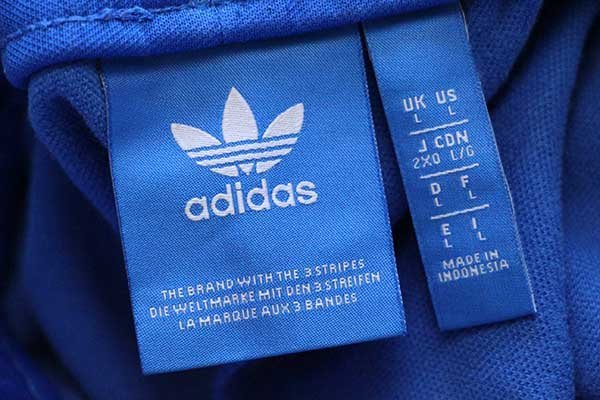 adidas
THE BRAND WITH THE 3 STRIPES
DIE WELTMARKE MIT DEN 3 STREIFEN
LA MARQUE AUX 3 BANDES
UK US
L L
J CDN
2XO L/G
D F
L L
E I
L L
MADE IN
INDONESIA